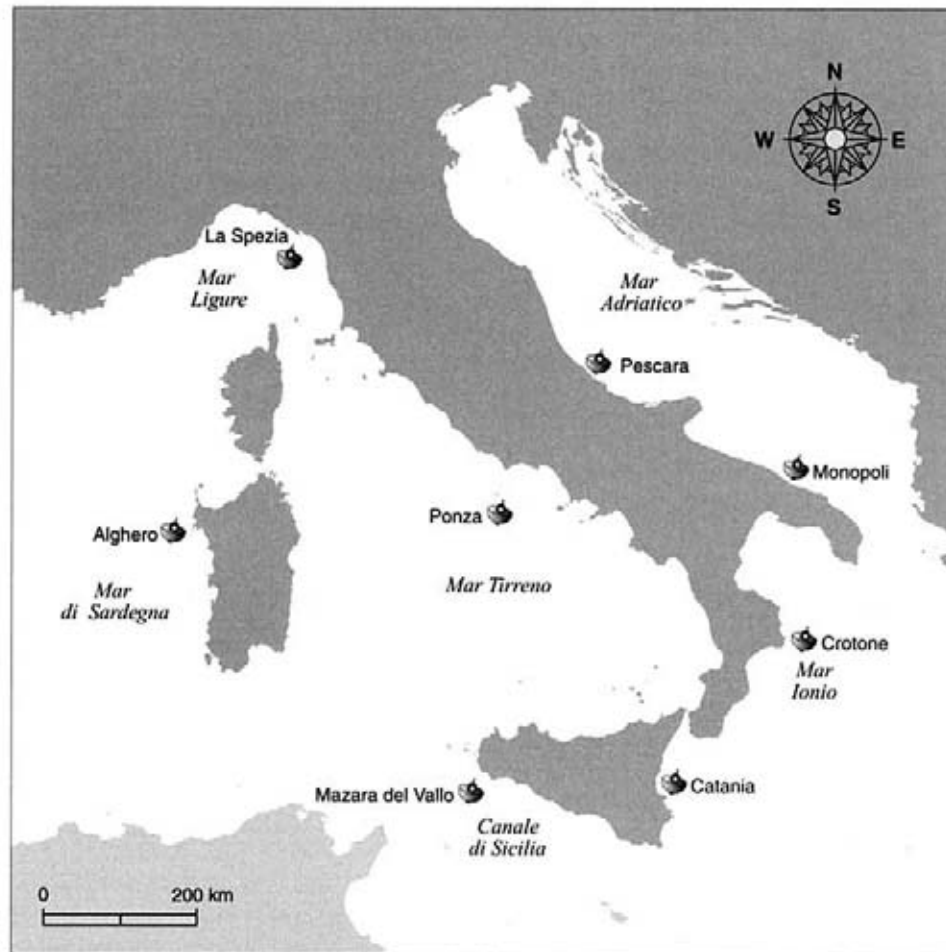 N
W E
S
La Spezia
Mar
Ligure
Mar
Adriatico
Pescara
Monopoli
Ponza
Alghero
Mar Tirreno
Mar
di Sardegna
Crotone
Mar
Ionio
Catania
Mazara del Vallo
Canale
di Sicilia
0 200 km